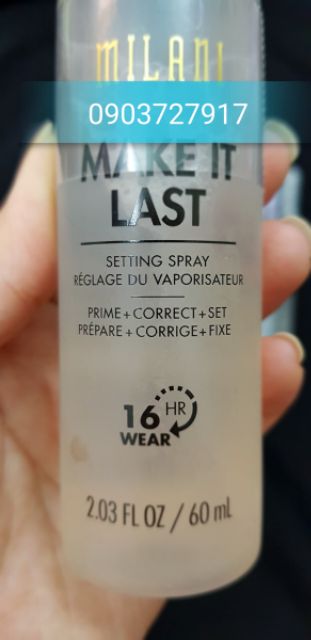 MILANI
0903727917
MAKE IT
LAST
SETTING SPRAY
RÉGLAGE DU VAPORISATEUR
PRIME+CORRECT+SET
PRÉPARE+CORRIGE+FIXE
16 HR
WEAR
2.03 FL OZ / 60 mL